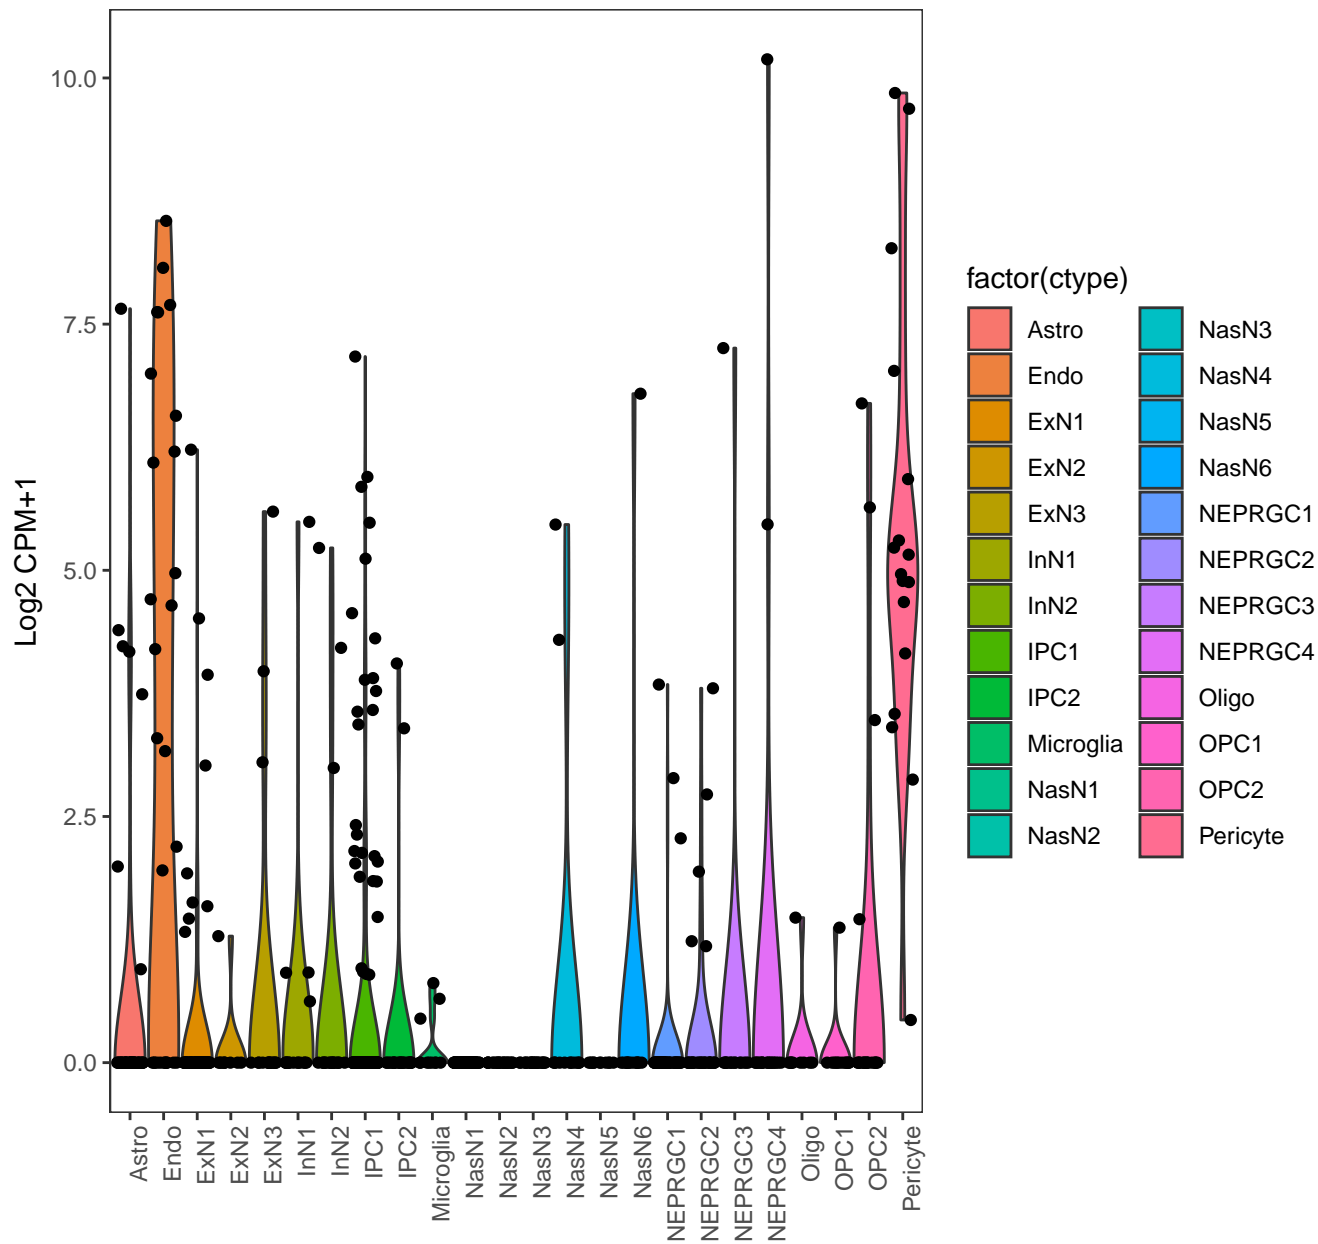 10.0
7.5
5.0
2.5
0.0
Log2 CPM+1
Astro
Endo
ExN1
ExN2
ExN3
InN1
InN2
IPC1
IPC2
Microglia
NasN1
NasN2
NasN3
NasN4
NasN5
NasN6
NEPRGC1
NEPRGC2
NEPRGC3
NEPRGC4
Oligo
OPC1
OPC2
Pericyte
factor(ctype)
Astro
Endo
ExN1
ExN2
ExN3
InN1
InN2
IPC1
IPC2
Microglia
NasN1
NasN2
NasN3
NasN4
NasN5
NasN6
NEPRGC1
NEPRGC2
NEPRGC3
NEPRGC4
Oligo
OPC1
OPC2
Pericyte